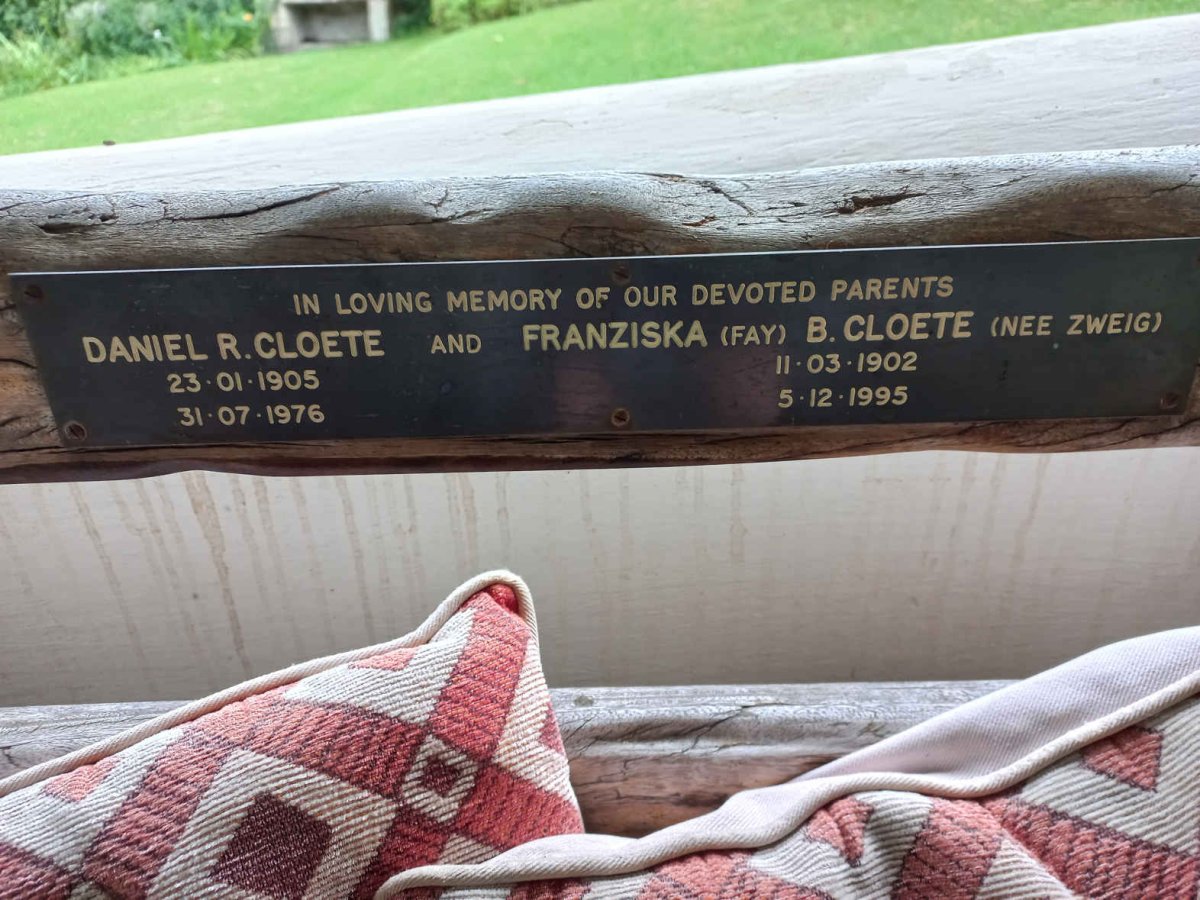 IN LOVING MEMORY OF OUR DEVOTED PARENTS
DANIEL R. CLOETE AND FRANZISKA (FAY) B. CLOETE (NEE ZWEIG)
23·01·1905 11·03·1902
31·07·1976 5·12·1995